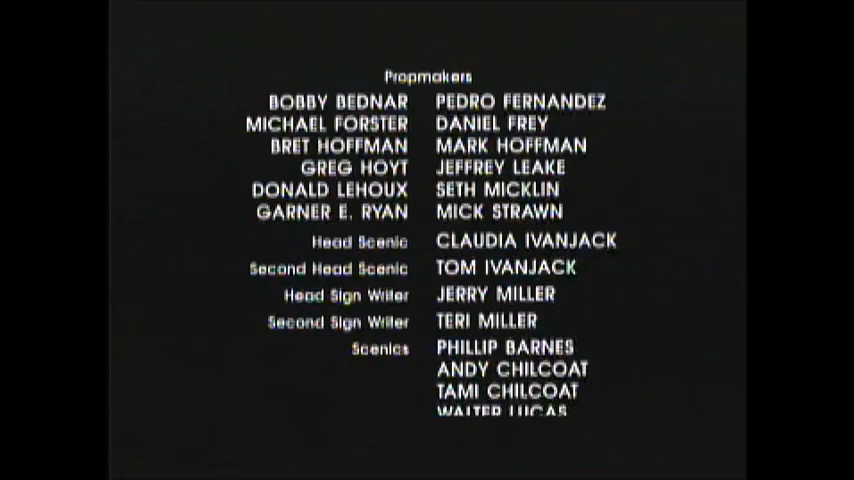 Propmakers
BOBBY BEDNAR PEDRO FERNANDEZ
MICHAEL FORSTER DANIEL FREY
BRET HOFFMAN MARK HOFFMAN
GREG HOYT JEFFREY LEAKE
DONALD LEHOUX SETH MICKLIN
GARNER E. RYAN MICK STRAWN
Head Scenic CLAUDIA IVANJACK
Second Head Scenic TOM IVANJACK
Head Sign Writer JERRY MILLER
Second Sign Writer TERI MILLER
Scenics PHILLIP BARNES
ANDY CHILCOAT
TAMI CHILCOAT
WALTER LUCAS